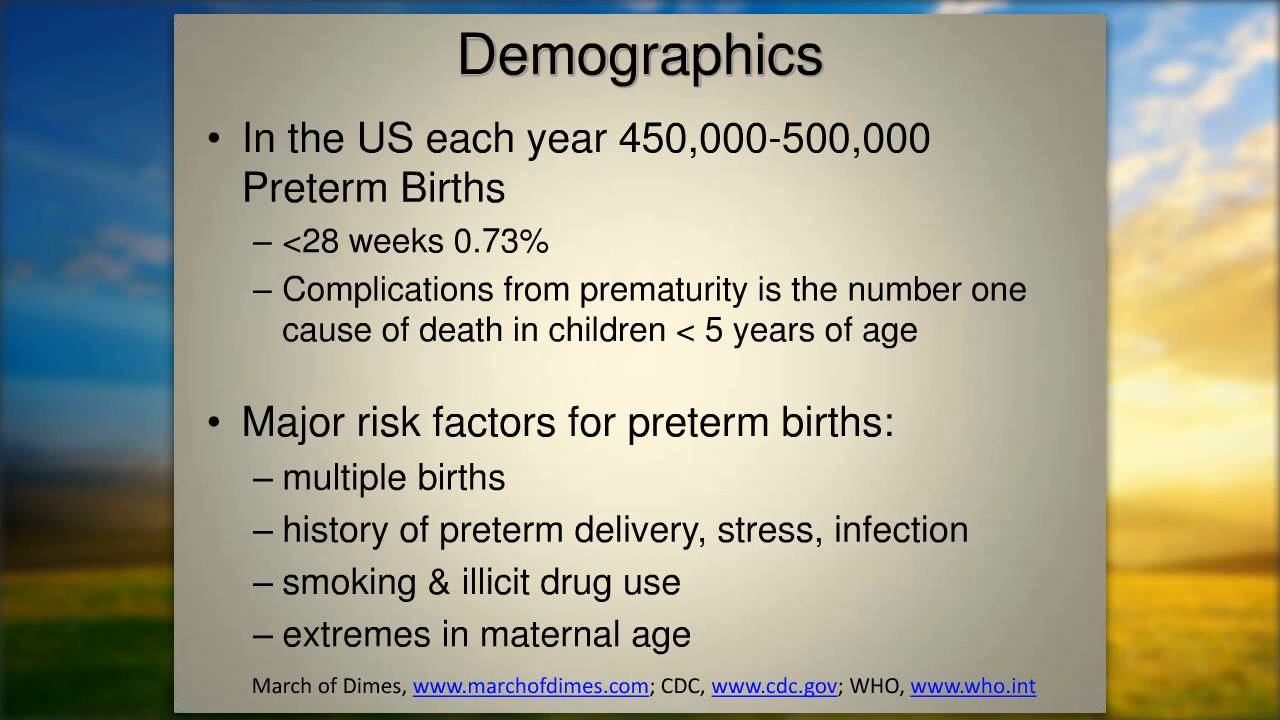 Demographics
• In the US each year 450,000-500,000
Preterm Births
– <28 weeks 0.73%
– Complications from prematurity is the number one
cause of death in children < 5 years of age
• Major risk factors for preterm births:
– multiple births
– history of preterm delivery, stress, infection
– smoking & illicit drug use
– extremes in maternal age
March of Dimes, www.marchofdimes.com; CDC, www.cdc.gov; WHO, www.who.int